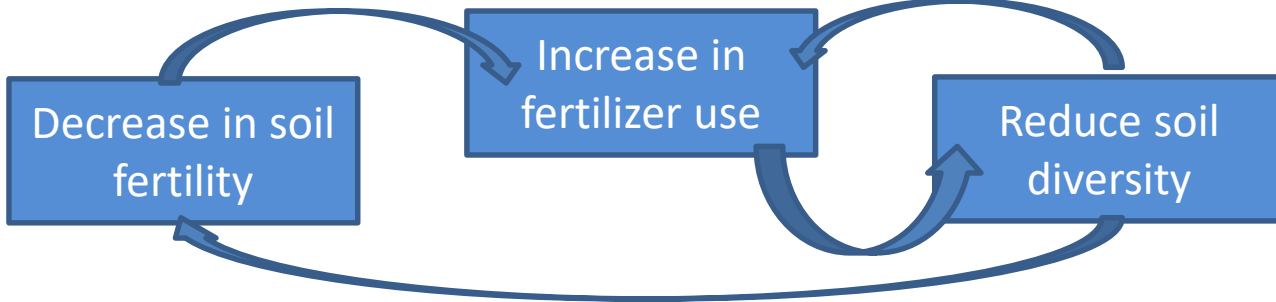 Decrease in soil
fertility
Increase in
fertilizer use
Reduce soil
diversity